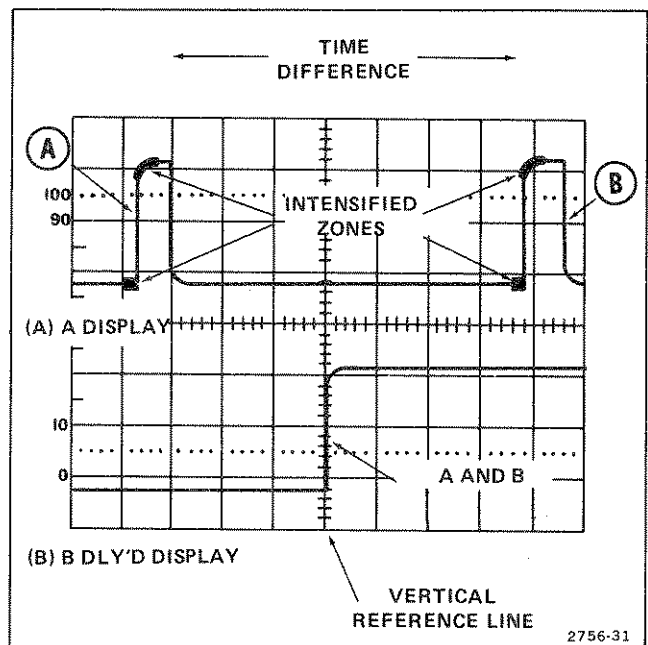 TIME
DIFFERENCE
A
B
100
90
INTENSIFIED
ZONES
(A) A DISPLAY
10
0
A AND B
(B) B DLY'D DISPLAY
VERTICAL
REFERENCE LINE
2756-31